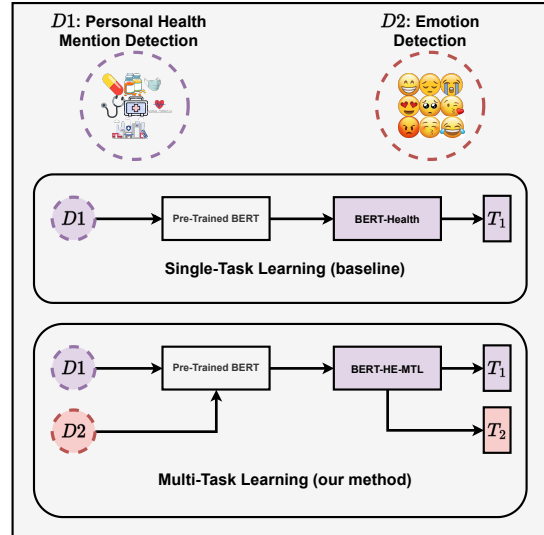 D1: Personal Health
Mention Detection
D2: Emotion
Detection
D1
Pre-Trained BERT
BERT-Health
T1
Single-Task Learning (baseline)
D1
Pre-Trained BERT
BERT-HE-MTL
T1
D2
T2
Multi-Task Learning (our method)